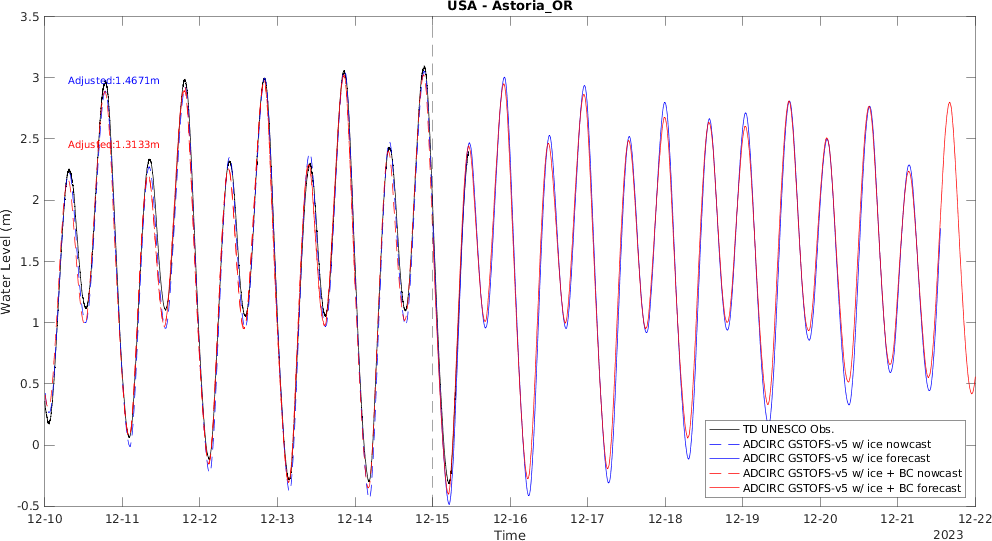 USA - Astoria_OR
3.5
3
2.5
2
1.5
1
0.5
0
-0.5
Water Level (m)
Adjusted:1.4671m
Adjusted:1.3133m
TD UNESCO Obs.
ADCIRC GSTOFS-v5 w/ ice nowcast
ADCIRC GSTOFS-v5 w/ ice forecast
ADCIRC GSTOFS-v5 w/ ice + BC nowcast
ADCIRC GSTOFS-v5 w/ ice + BC forecast
12-10 12-11 12-12 12-13 12-14 12-15 12-16 12-17 12-18 12-19 12-20 12-21 12-22
Time
2023